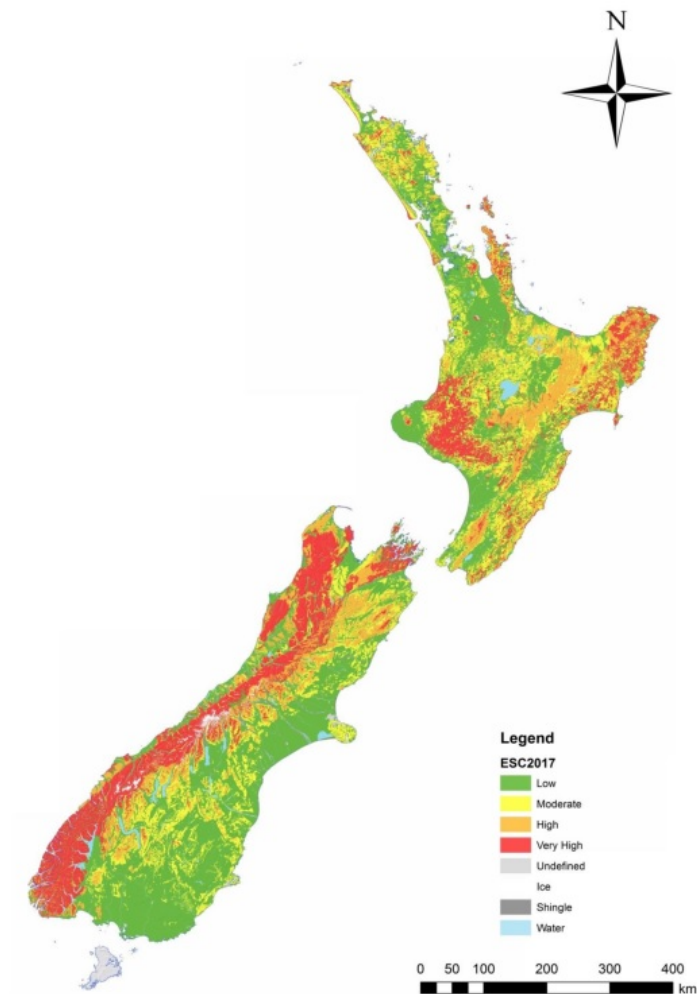 N
Legend
ESC2017
Low
Moderate
High
Very High
Undefined
Ice
Shingle
Water
0 50 100 200 300 400
km